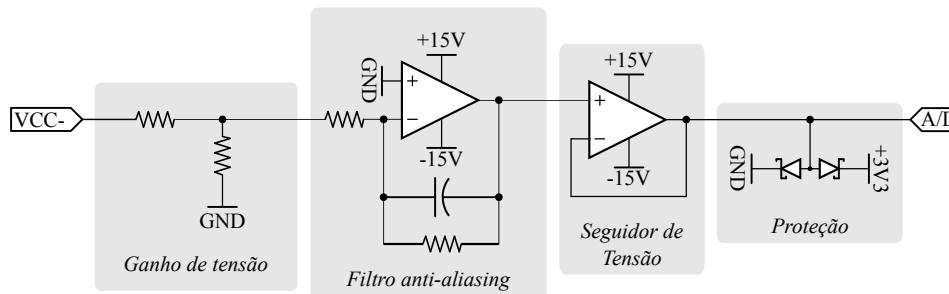 VCC-
GND
Ganho de tensão
GND
+15V
-15V
Filtro anti-aliasing
+15V
-15V
Seguidor de
Tensão
GND
+3V3
Proteção